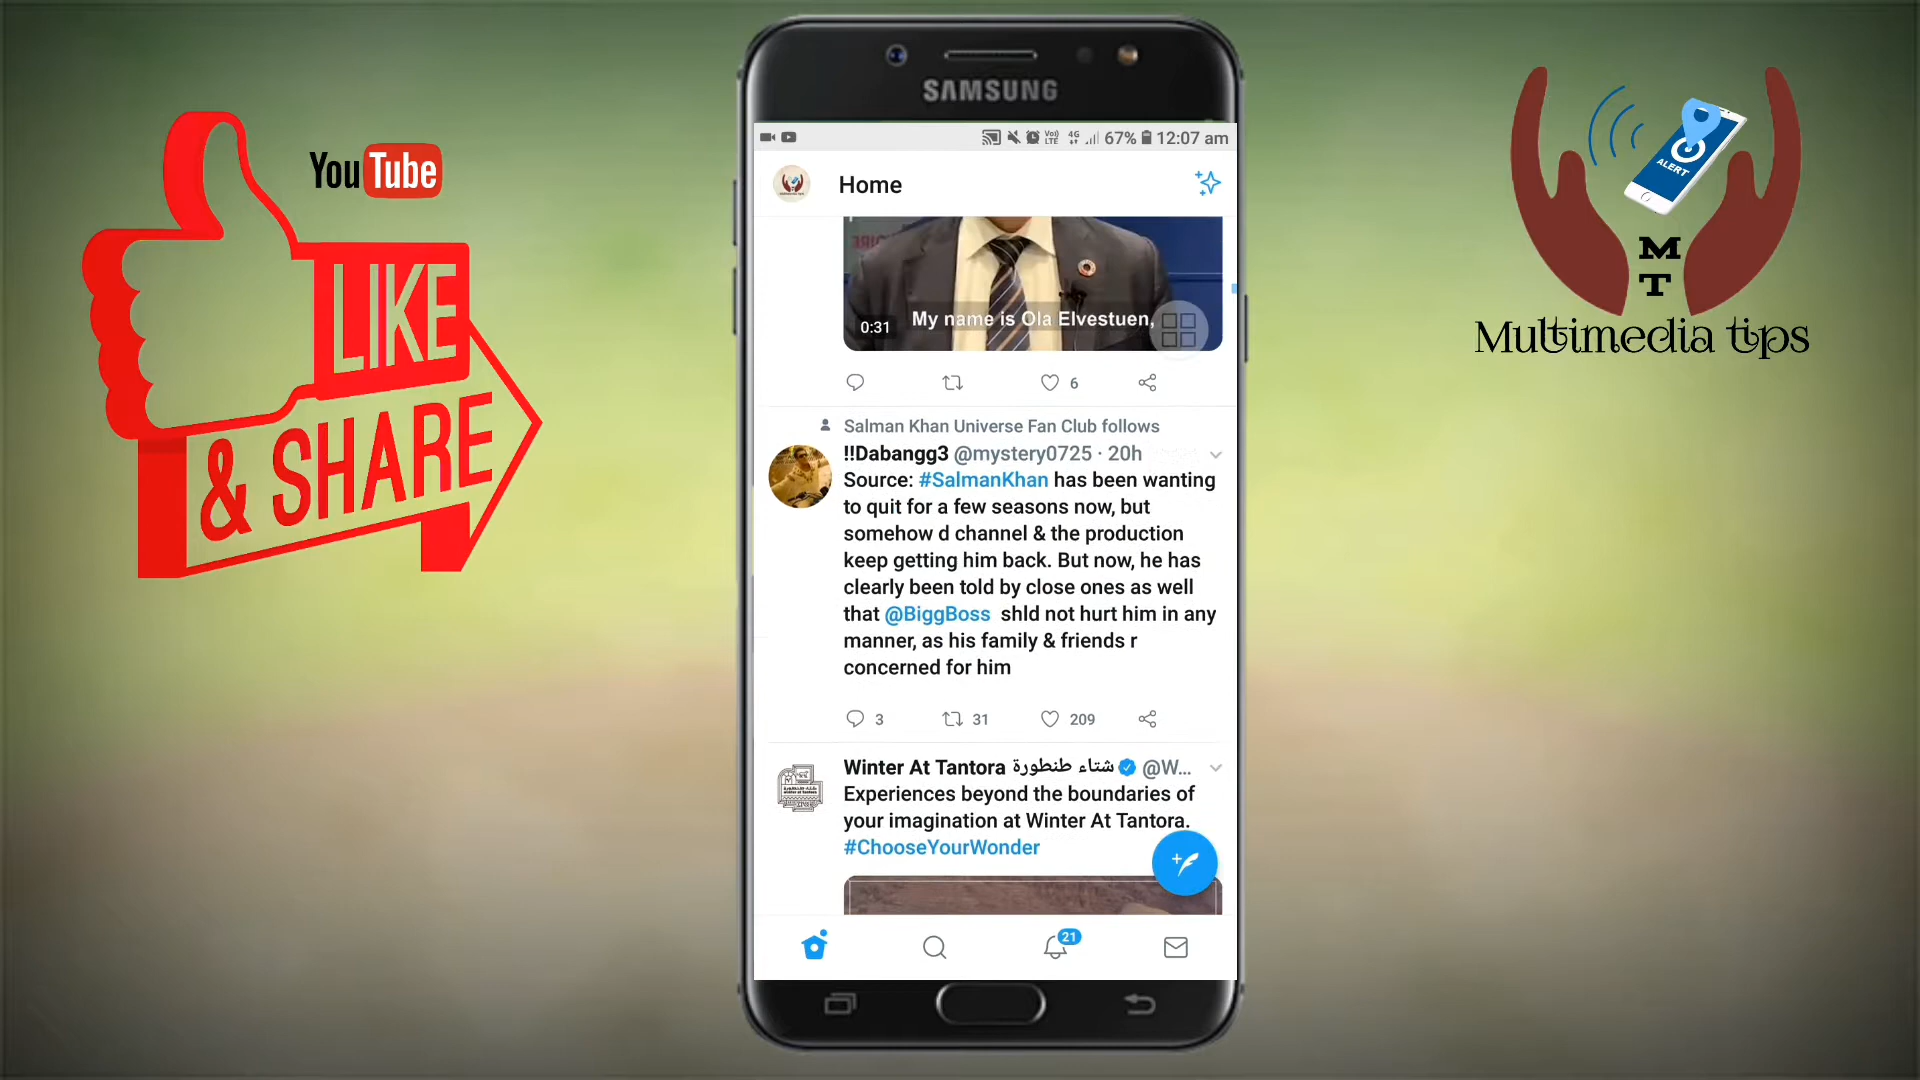 YouTube
LIKE
& SHARE
SAMSUNG
Vo) LTE 4G 67% 12:07 am
Home
0:31 My name is Ola Elvestuen,
6
Salman Khan Universe Fan Club follows
!!Dabangg3 @mystery0725 · 20h
Source: #SalmanKhan has been wanting
to quit for a few seasons now, but
somehow d channel & the production
keep getting him back. But now, he has
clearly been told by close ones as well
that @BiggBoss shld not hurt him in any
manner, as his family & friends r
concerned for him
3 31 209
Winter At Tantora شتاء طنطورة @W...
Experiences beyond the boundaries of
your imagination at Winter At Tantora.
#ChooseYourWonder
21
ALERT
M
T
Multimedia tips